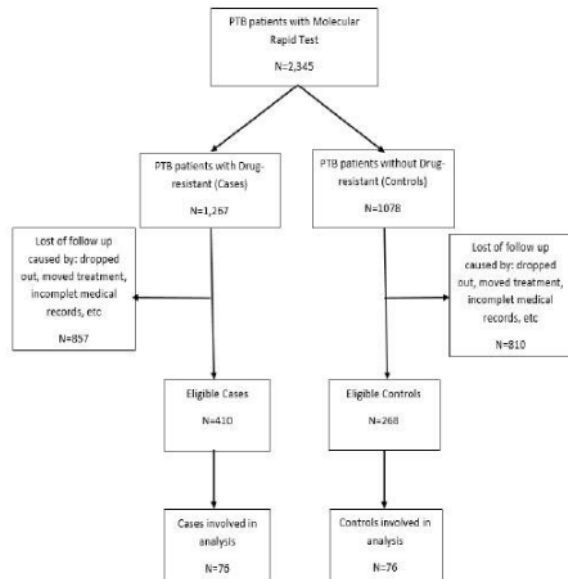 PTB patients with Molecular
Rapid Test
N=2,345
PTB patients with Drug-
resistant (Cases)
N=1,267
PTB patients without Drug-
resistant (Controls)
N=1078
Lost of follow up
caused by: dropped
out, moved treatment,
incomplet medical
records, etc
N=857
Lost of follow up
caused by: dropped
out, moved treatment,
incomplet medical
records, etc
N=810
Eligible Cases
N=410
Eligible Controls
N=268
Cases involved in
analysis
N=76
Controls involved in
analysis
N=76